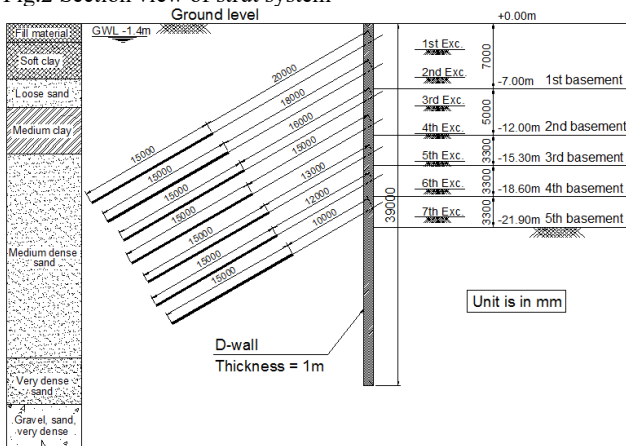 Fig.2 Section view of strut system
Ground level
+0.00m
Fill material
GWL -1.4m
Soft clay
Loose sand
Medium clay
Medium dense
sand
Very dense
sand
Gravel, sand,
very dense
20000
18000
16000
15000
13000
12000
10000
15000
15000
15000
15000
15000
15000
15000
39000
1st Exc.
2nd Exc.
3rd Exc.
4th Exc.
5th Exc.
6th Exc.
7th Exc.
7000
5000
3300
3300
3300
-7.00m 1st basement
-12.00m 2nd basement
-15.30m 3rd basement
-18.60m 4th basement
-21.90m 5th basement
Unit is in mm
D-wall
Thickness = 1m